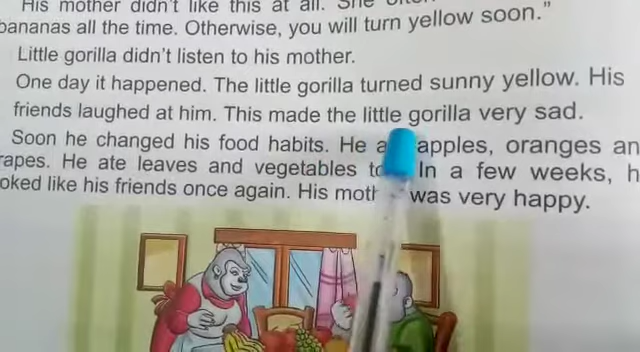 His mother didn't like this at all. She
bananas all the time. Otherwise, you will turn yellow soon."
Little gorilla didn't listen to his mother.
One day it happened. The little gorilla turned sunny yellow. His
friends laughed at him. This made the little gorilla very sad.
Soon he changed his food habits. He a apples, oranges an
rapes. He ate leaves and vegetables to In a few weeks, h
oked like his friends once again. His moth was very happy.